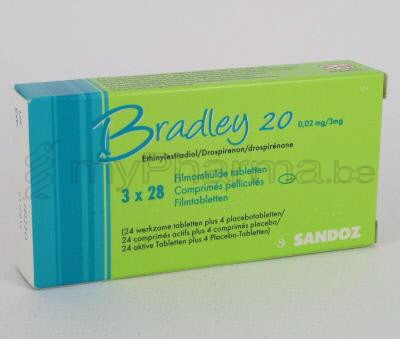 Bradley 20 0,02 mg/3mg
Ethinylestradiol/Drospirenon/drospirénone
3 x 28
Filmomhulde tabletten
Comprimés pelliculés
Filmtabletten
(24 werkzame tabletten plus 4 placebotabletten/
24 comprimés actifs plus 4 comprimés placebo/
24 aktive Tabletten plus 4 Placebo-Tabletten)
S SANDOZ
myPharma.be